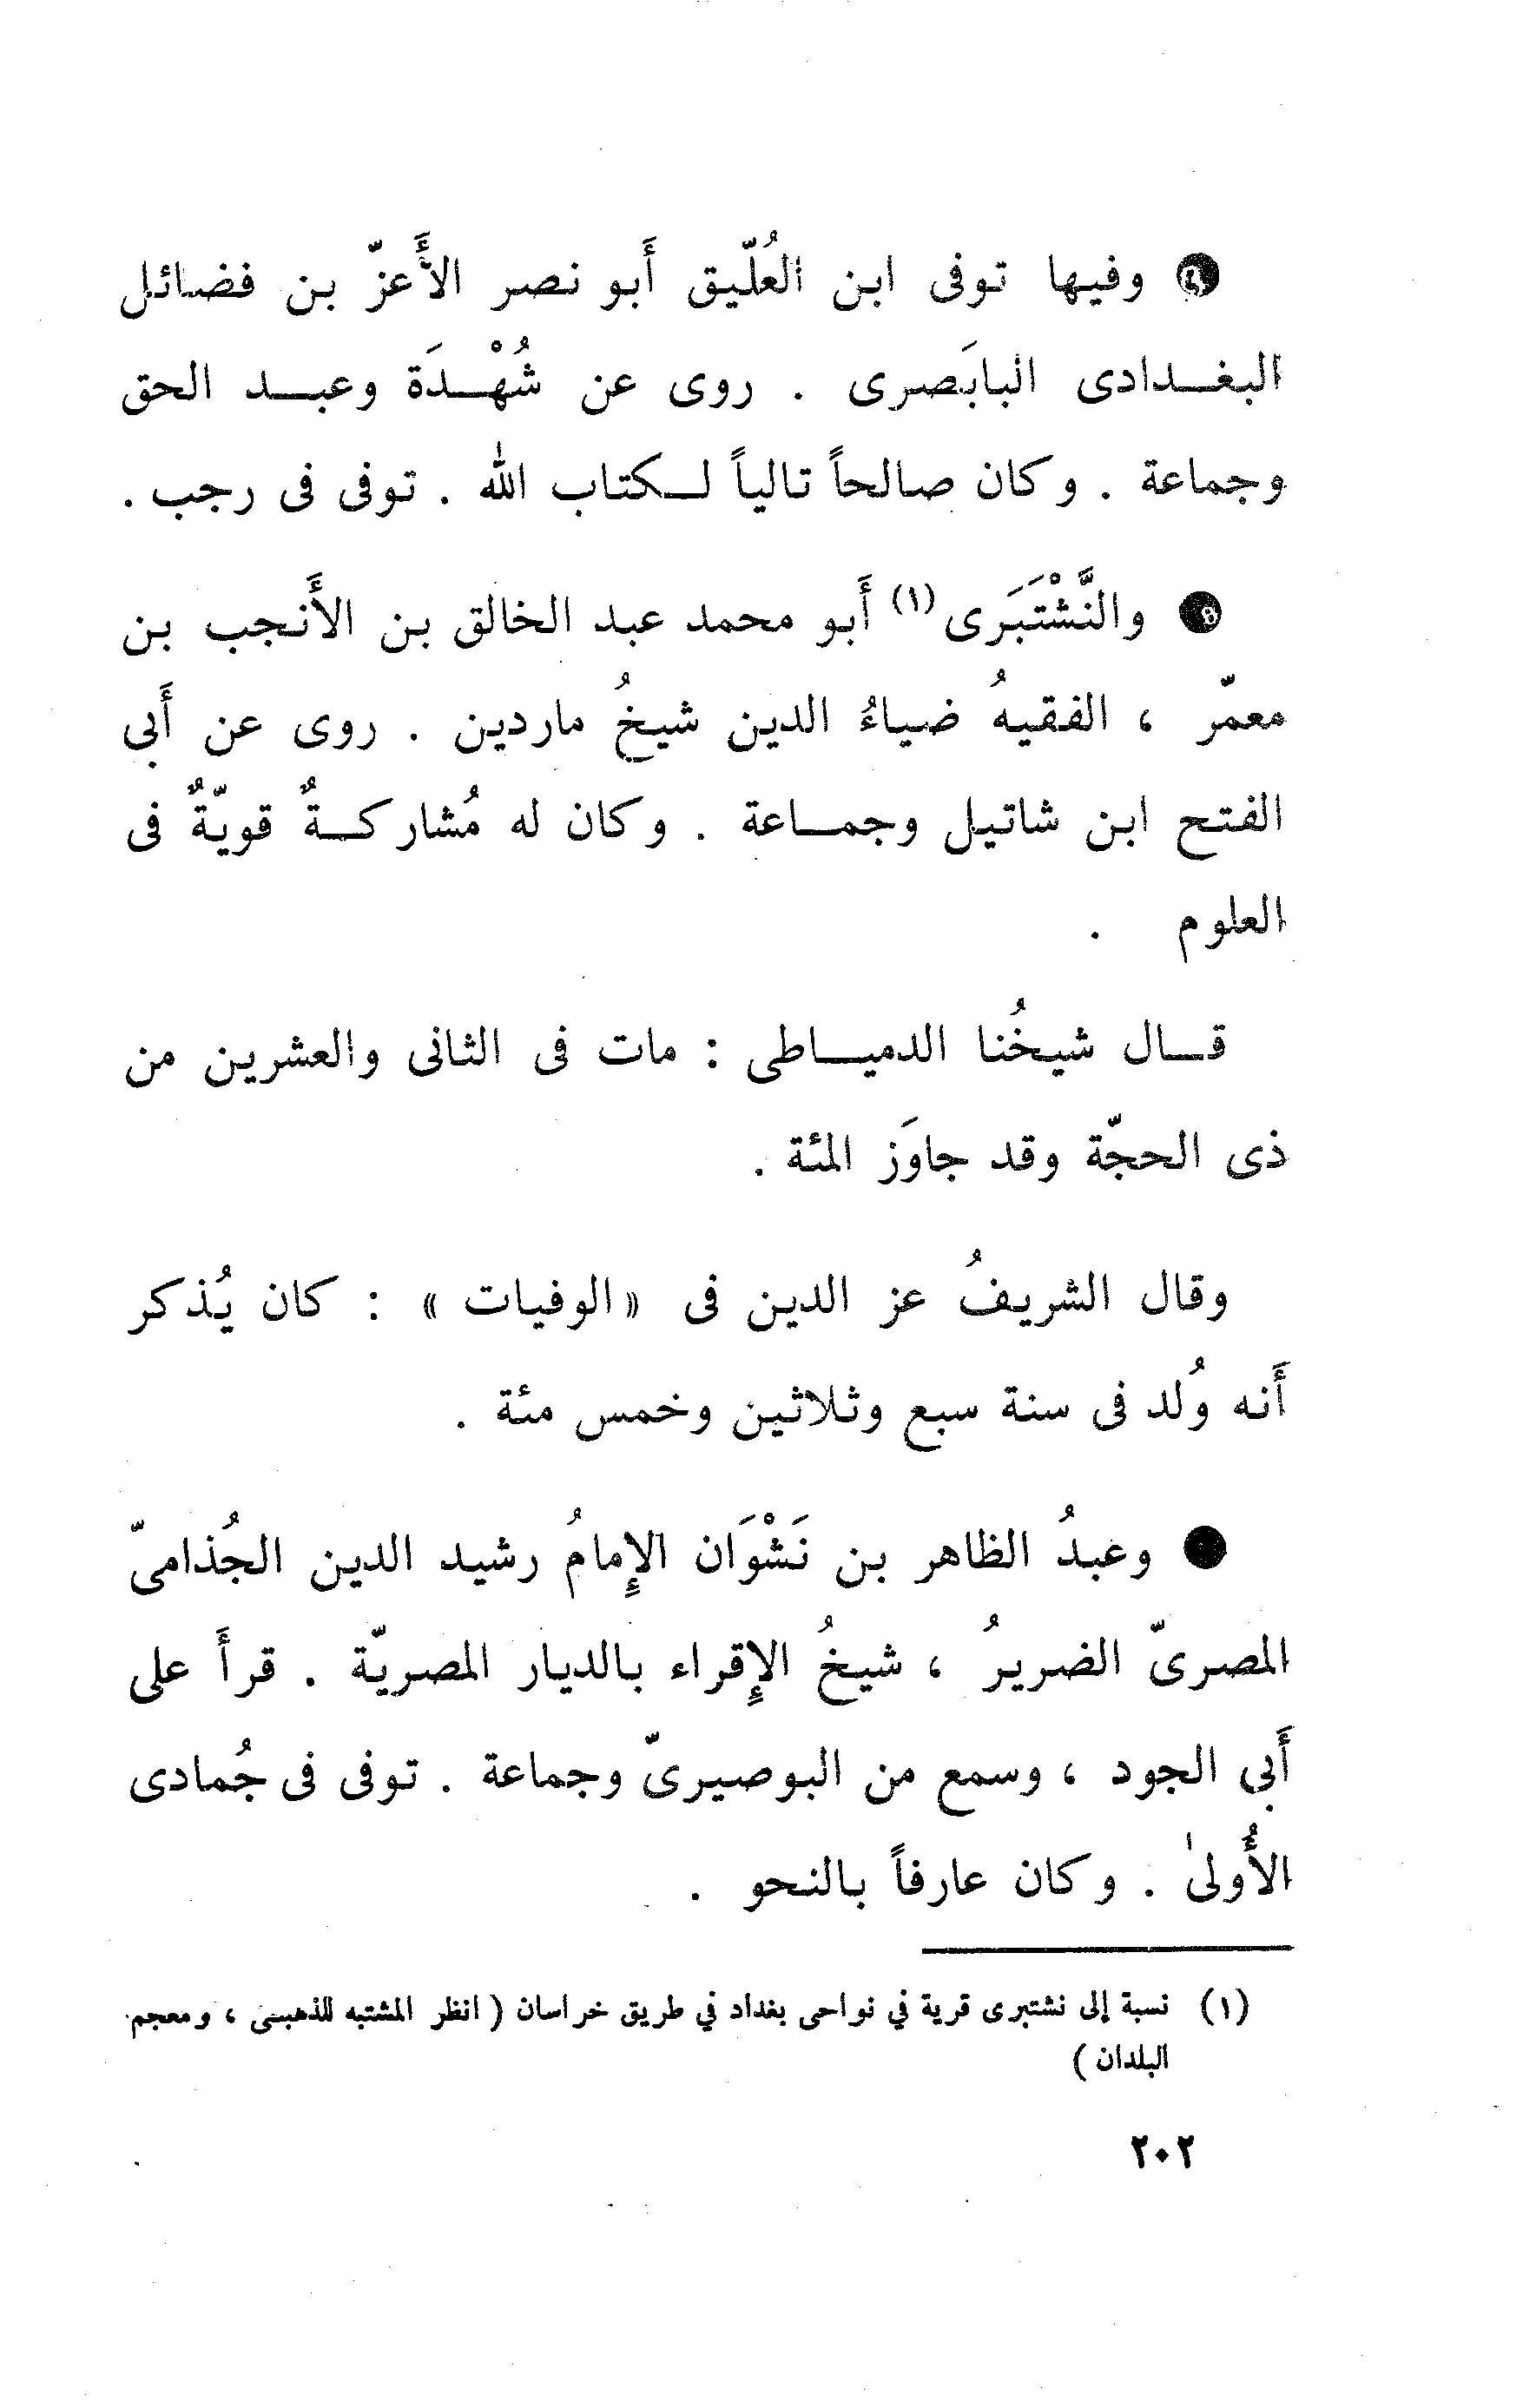 ● وفيها توفى ابن العُلّيق أَبو نصر الأَعزّ بن فضائل
البغدادى البابَصرى . روى عن شُهْدَة وعبد الحق
وجماعة . وكان صالحاً تالياً لكتاب الله . توفى فى رجب .
● والنَّشْتَبَرى (١) أَبو محمد عبد الخالق بن الأَنجب بن
معمّر ، الفقيهُ ضياءُ الدين شيخُ ماردين . روى عن أَبى
الفتح ابن شاتيل وجماعة . وكان له مُشاركةٌ قويّةٌ فى
العلوم .
قال شيخُنا الدمياطى : مات فى الثانى والعشرين من
ذى الحجّة وقد جاوَز المئة .
وقال الشريفُ عز الدين فى «الوفيات » : كان يُذكر
أَنه وُلد فى سنة سبع وثلاثين وخمس مئة .
● وعبدُ الظاهر بن نَشْوَان الإِمامُ رشيد الدين الجُذامىّ
المصرىّ الضريرُ ، شيخُ الإِقراء بالديار المصريّة . قرأَ على
أَبى الجود ، وسمع من البوصيرىّ وجماعة . توفى فى جُمادى
الأُولىٰ . وكان عارفاً بالنحو .
(١) نسبة إلى نشتبرى قرية في نواحى بغداد في طريق خراسان ( انظر المشتبه للذهبى ، ومعجم
البلدان )
٢٠٢